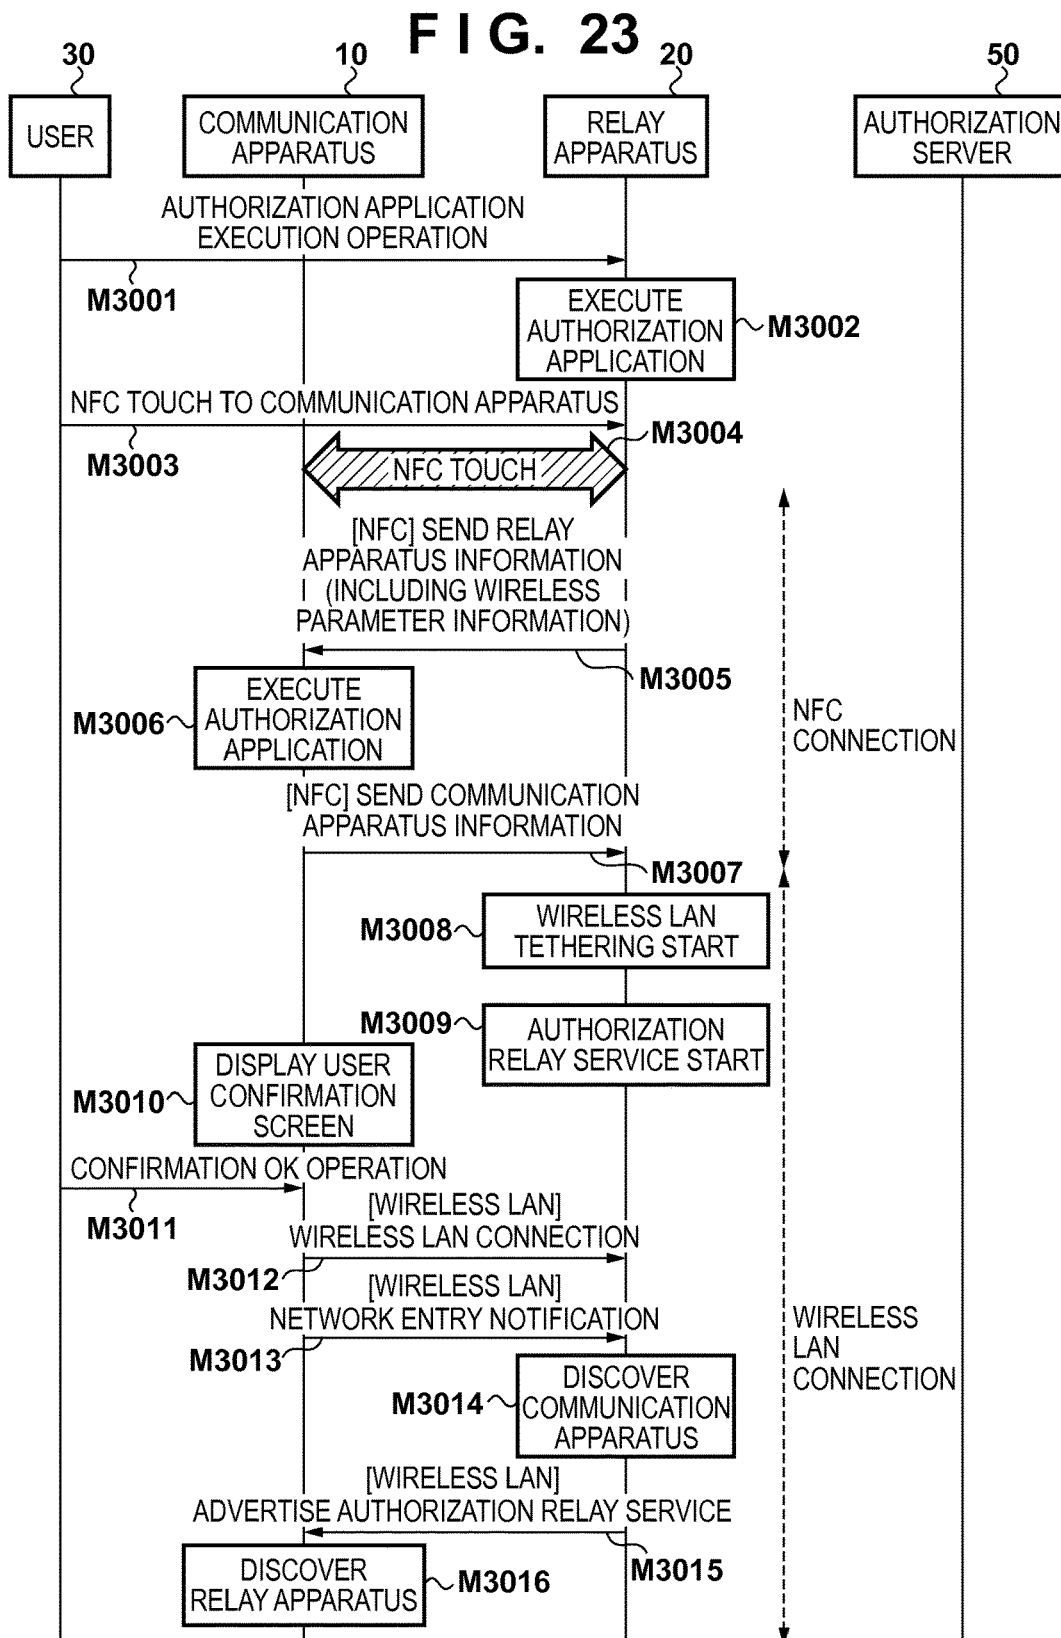 FIG. 23
30
10
20
50
USER
COMMUNICATION
APPARATUS
RELAY
APPARATUS
AUTHORIZATION
SERVER
AUTHORIZATION APPLICATION
EXECUTION OPERATION
M3001
EXECUTE
AUTHORIZATION
APPLICATION
M3002
NFC TOUCH TO COMMUNICATION APPARATUS
M3003
M3004
NFC TOUCH
[NFC] SEND RELAY
APPARATUS INFORMATION
(INCLUDING WIRELESS
PARAMETER INFORMATION)
M3005
M3006
EXECUTE
AUTHORIZATION
APPLICATION
NFC
CONNECTION
[NFC] SEND COMMUNICATION
APPARATUS INFORMATION
M3007
M3008
WIRELESS LAN
TETHERING START
M3009
AUTHORIZATION
RELAY SERVICE START
M3010
DISPLAY USER
CONFIRMATION
SCREEN
CONFIRMATION OK OPERATION
M3011
[WIRELESS LAN]
WIRELESS LAN CONNECTION
M3012
[WIRELESS LAN]
NETWORK ENTRY NOTIFICATION
M3013
WIRELESS
LAN
CONNECTION
M3014
DISCOVER
COMMUNICATION
APPARATUS
[WIRELESS LAN]
ADVERTISE AUTHORIZATION RELAY SERVICE
M3015
DISCOVER
RELAY APPARATUS
M3016